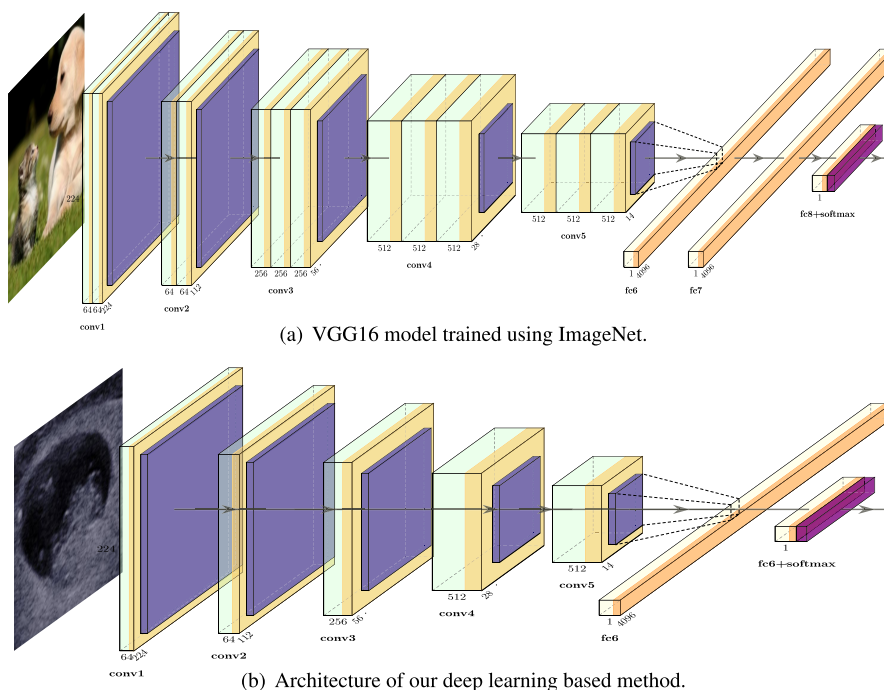 224
64 64 224
conv1
64 64 112
conv2
256 256 256 56
conv3
512 512 512 28
conv4
512 512 512 14
conv5
1 4096
fc6
1 4096
fc7
1
fc8+softmax
(a) VGG16 model trained using ImageNet.
224
64 224
conv1
64 112
conv2
256 56
conv3
512 28
conv4
512 14
conv5
1 4096
fc6
1
fc6+softmax
(b) Architecture of our deep learning based method.